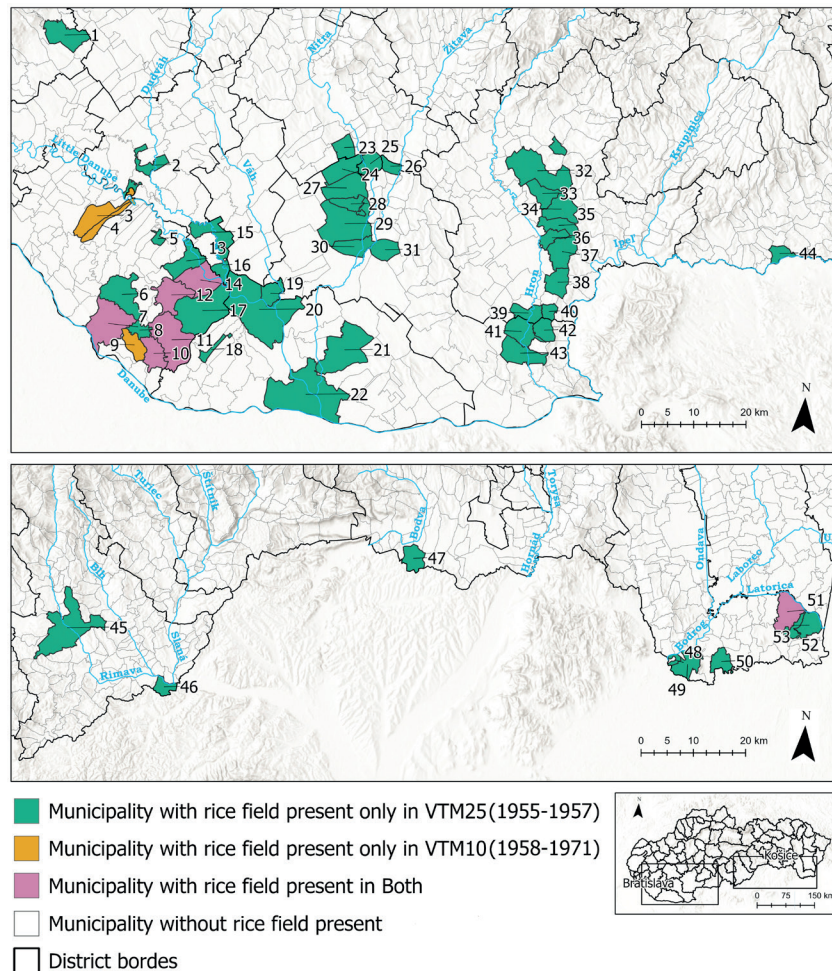 1
Nitra
Žitava
Dudváh
Krupinica
Little Danube
Váh
2
23
25
24
26
32
27
33
3
28
34
35
4
29
5
15
13
36
30
31
37
Ipeľ
44
16
Hron
38
6
12
14
19
7
17
20
39
40
8
41
42
9
11
10
18
21
43
Danube
22
N
0 5 10 20 km
Turiec
Štítnik
Bodva
Torysa
Hornád
Ondava
Laborec
U
Blh
47
Latorica
51
45
Slaná
Bodrog
53
52
48
50
Rimava
46
49
N
0 5 10 20 km
Municipality with rice field present only in VTM25(1955-1957)
Municipality with rice field present only in VTM10(1958-1971)
Municipality with rice field present in Both
Municipality without rice field present
District bordes
N
Košice
Bratislava
0 75 150 km